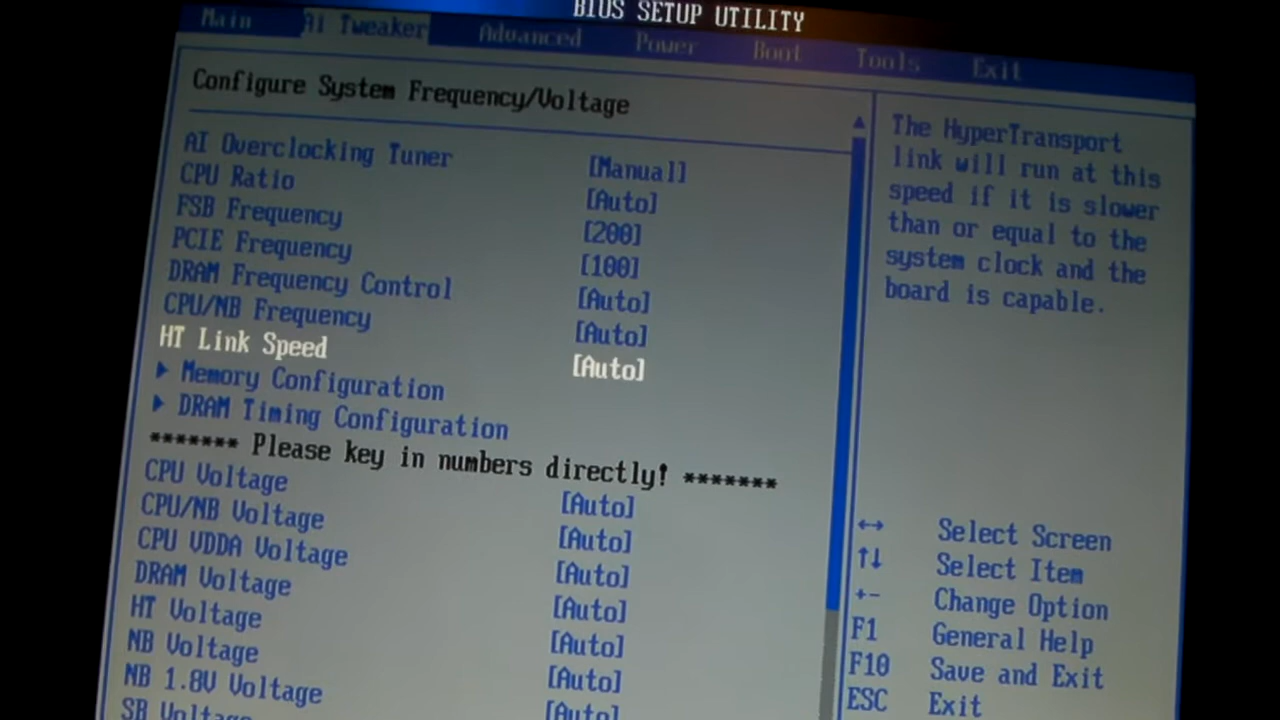 BIOS SETUP UTILITY
Main Ai Tweaker Advanced Power Boot Tools Exit
Configure System Frequency/Voltage
AI Overclocking Tuner [Manual]
CPU Ratio [Auto]
FSB Frequency [200]
PCIE Frequency [100]
DRAM Frequency Control [Auto]
CPU/NB Frequency [Auto]
HT Link Speed [Auto]
Memory Configuration
DRAM Timing Configuration
******* Please key in numbers directly! *******
CPU Voltage [Auto]
CPU/NB Voltage [Auto]
CPU VDDA Voltage [Auto]
DRAM Voltage [Auto]
HT Voltage [Auto]
NB Voltage [Auto]
NB 1.8V Voltage [Auto]
SB Voltage
The HyperTransport
link will run at this
speed if it is slower
than or equal to the
system clock and the
board is capable.
↔ Select Screen
↑↓ Select Item
+- Change Option
F1 General Help
F10 Save and Exit
ESC Exit